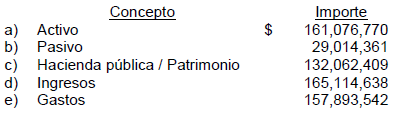 Concepto Importe
a) Activo $ 161,076,770
b) Pasivo 29,014,361
c) Hacienda pública / Patrimonio 132,062,409
d) Ingresos 165,114,638
e) Gastos 157,893,542